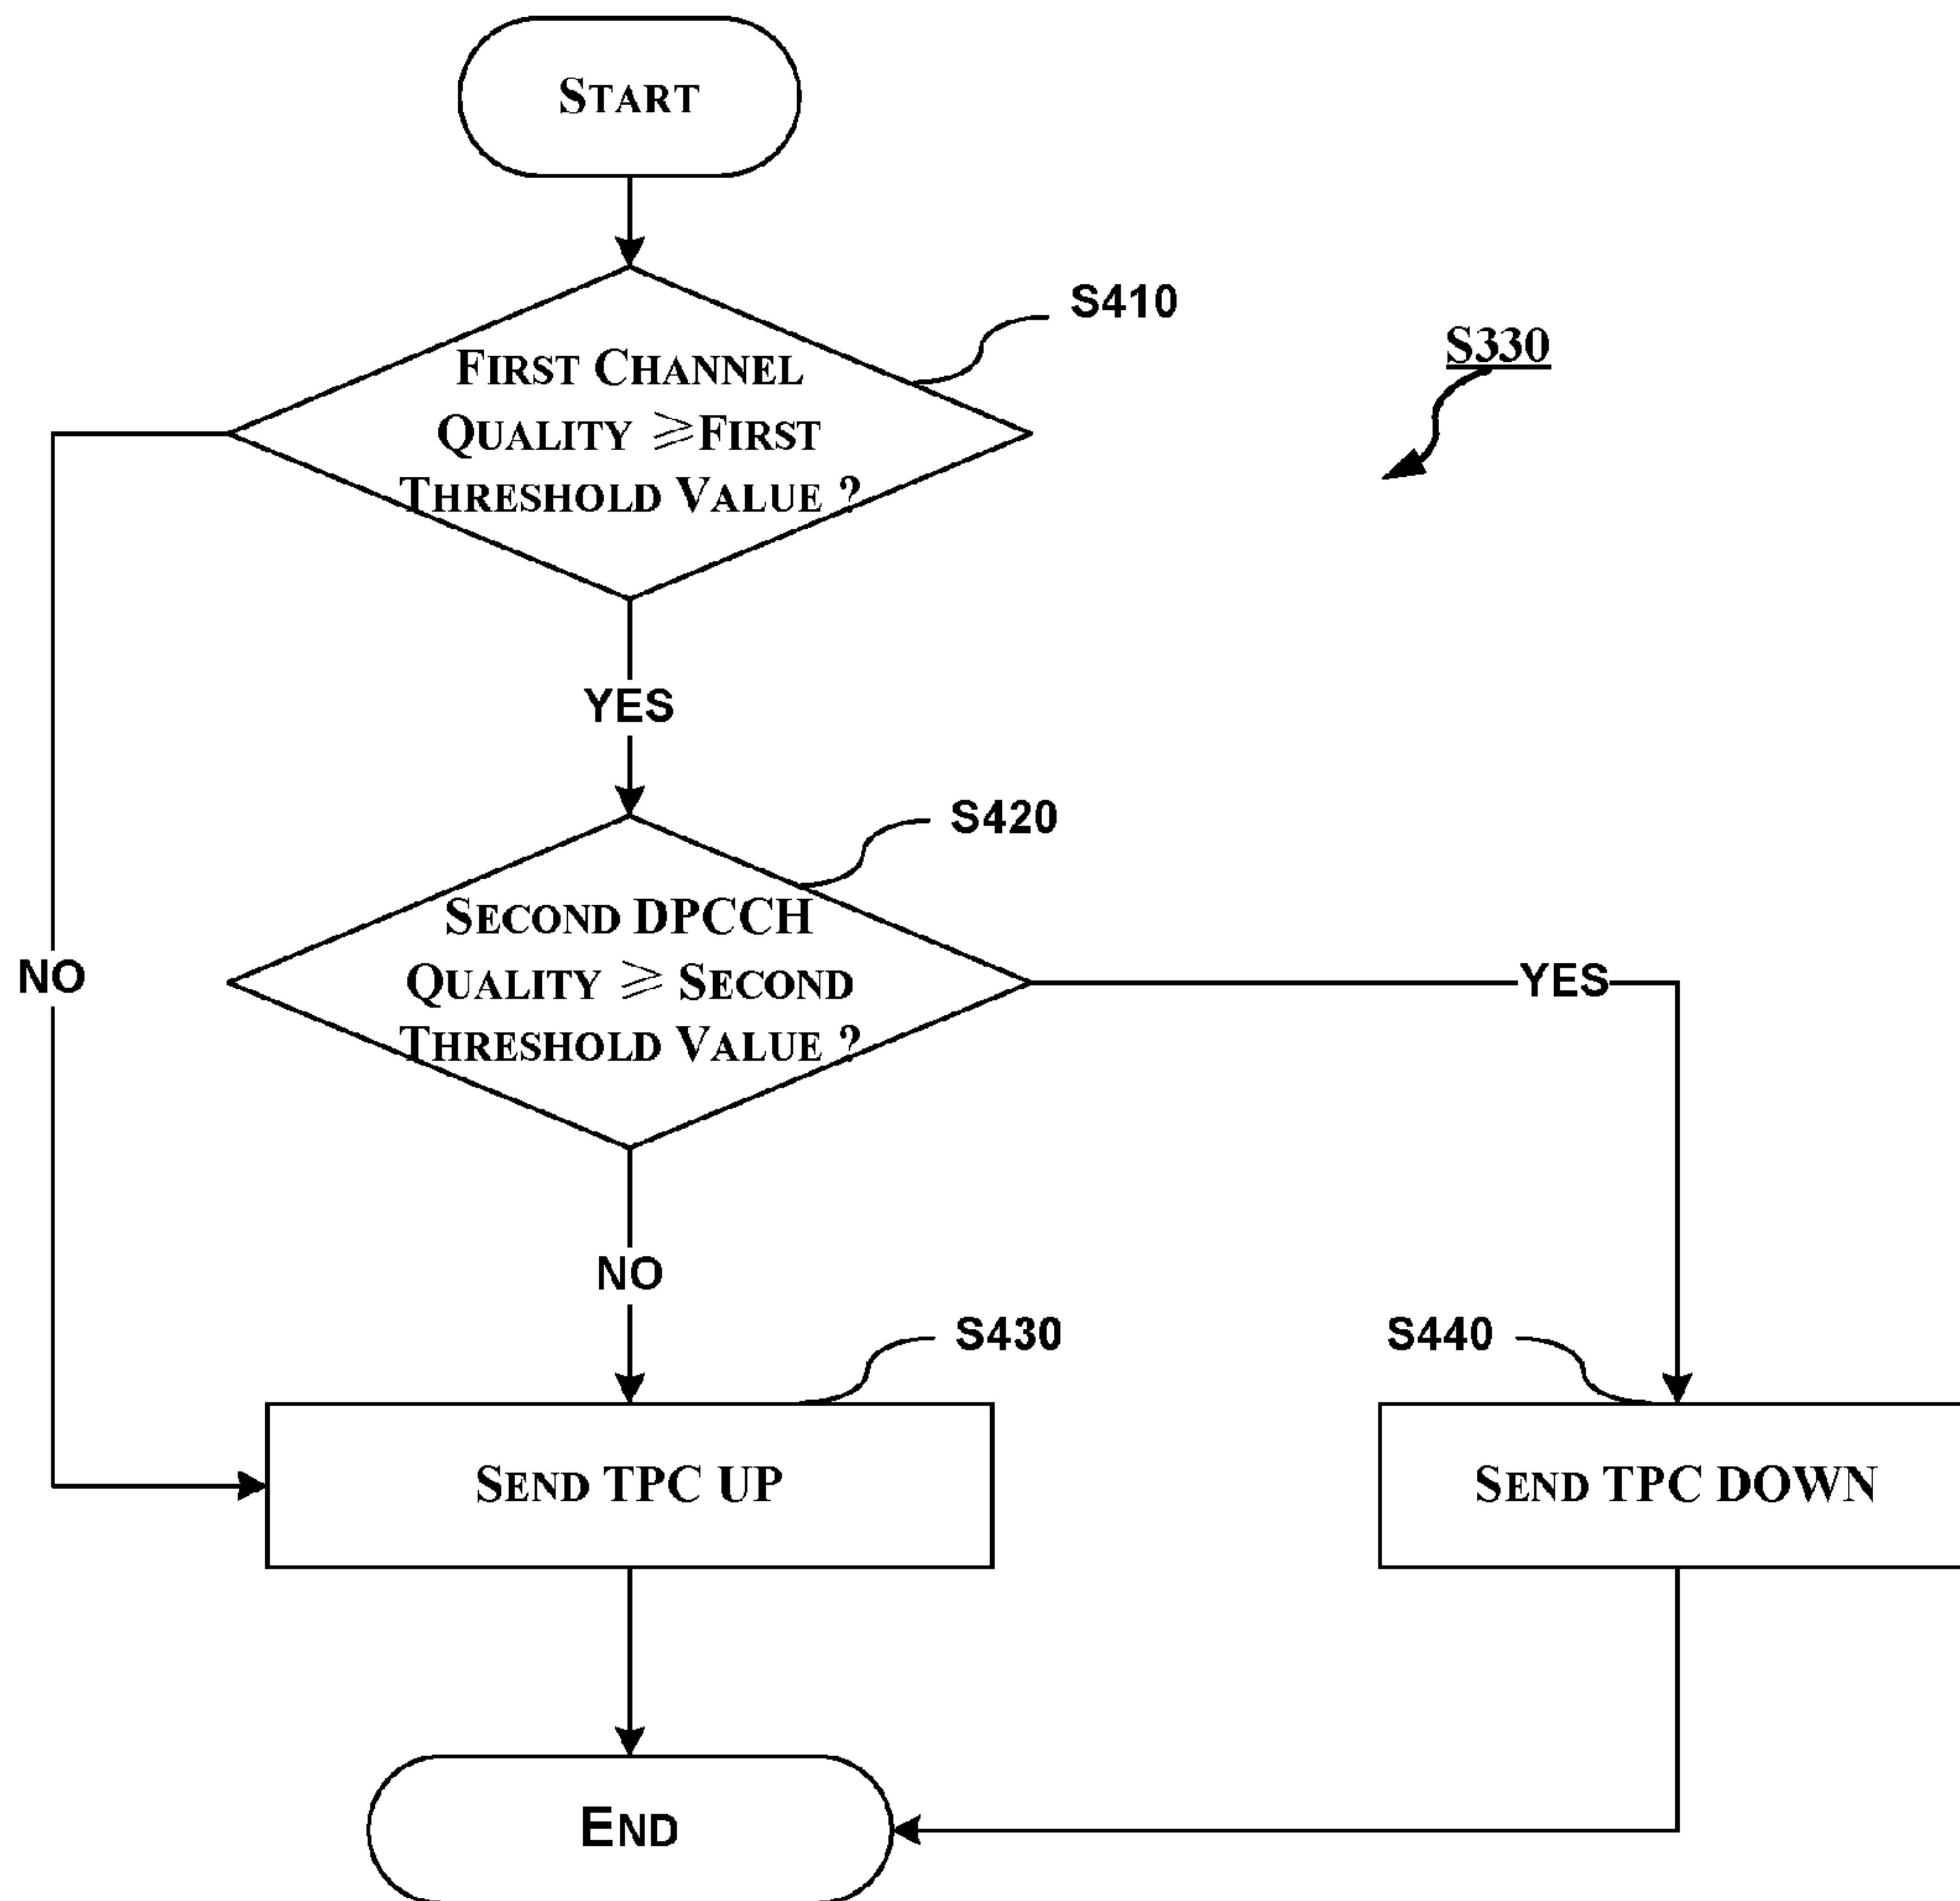 START
S410
S330
FIRST CHANNEL
QUALITY ⩾FIRST
THRESHOLD VALUE ?
YES
S420
SECOND DPCCH
QUALITY ⩾ SECOND
THRESHOLD VALUE ?
NO
YES
NO
S430
S440
SEND TPC UP
SEND TPC DOWN
END